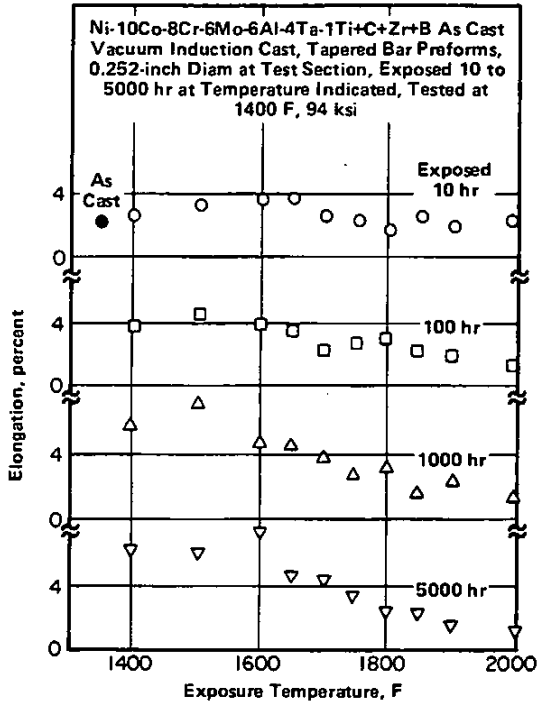 Ni-10Co-8Cr-6Mo-6Al-4Ta-1Ti+C+Zr+B As Cast
Vacuum Induction Cast, Tapered Bar Preforms,
0.252-inch Diam at Test Section, Exposed 10 to
5000 hr at Temperature Indicated, Tested at
1400 F, 94 ksi
As
Cast
Exposed
10 hr
4
0
100 hr
4
0
1000 hr
4
0
5000 hr
4
0
Elongation, percent
1400 1600 1800 2000
Exposure Temperature, F